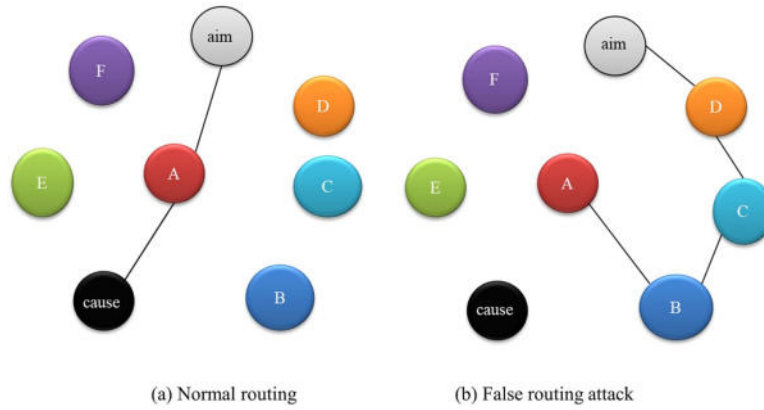 aim
F
D
A
E
C
cause
B
(a) Normal routing
aim
F
D
A
E
C
B
cause
(b) False routing attack